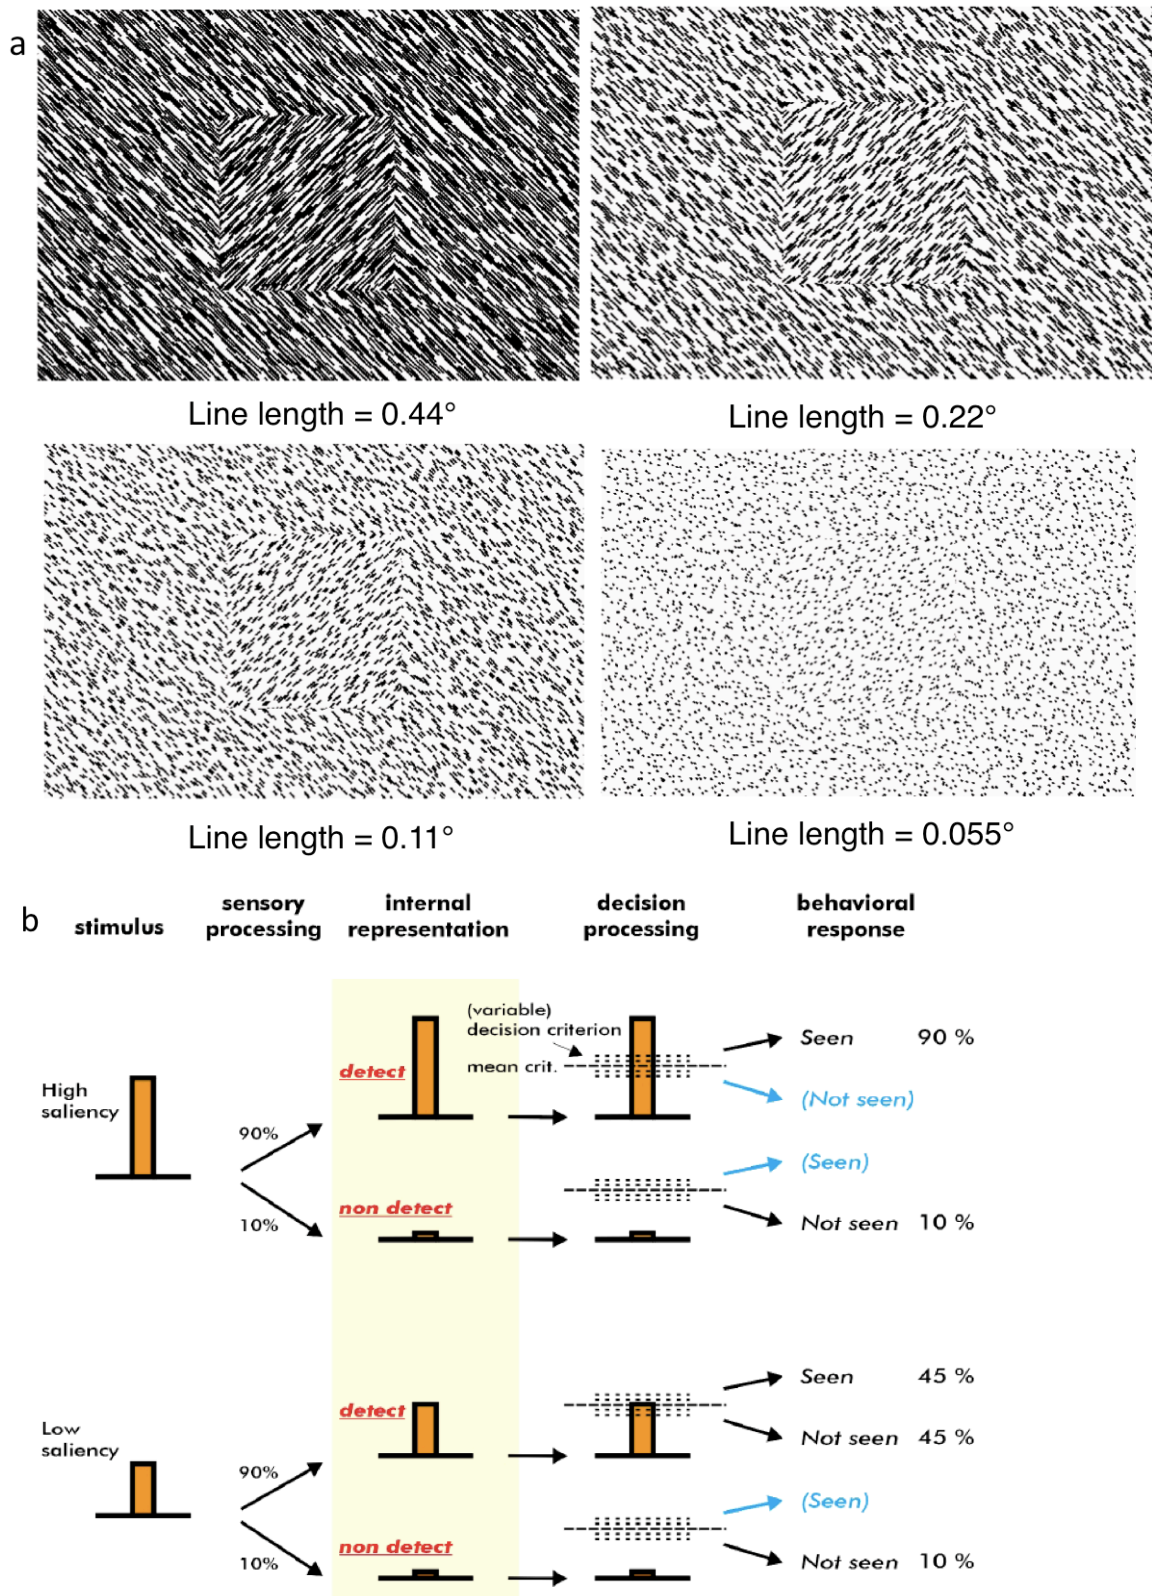 a
Line length = 0.44°
Line length = 0.22°
Line length = 0.11°
Line length = 0.055°
b
stimulus
sensory
processing
internal
representation
decision
processing
behavioral
response
(variable)
decision criterion
mean crit.
High
saliency
90%
10%
detect
non detect
Seen 90 %
(Not seen)
(Seen)
Not seen 10 %
Low
saliency
90%
10%
detect
non detect
Seen 45 %
Not seen 45 %
(Seen)
Not seen 10 %